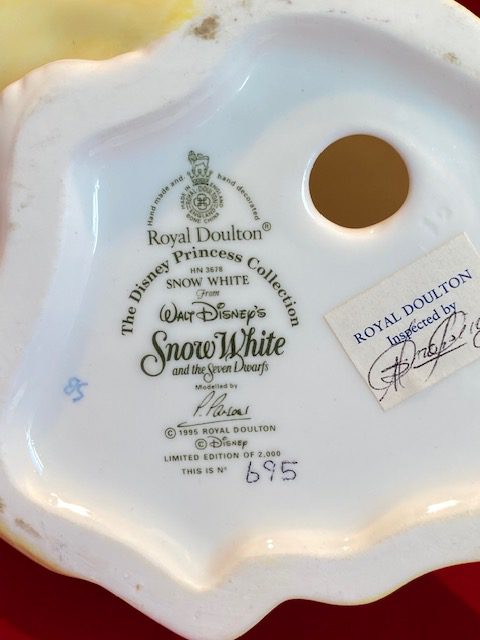 Hand made and hand decorated
Royal Doulton®
The Disney Princess Collection
HN 3678
SNOW WHITE
From
Walt Disney's
Snow White
and the Seven Dwarfs
Modelled by
P. Parsons
© 1995 ROYAL DOULTON
© Disney
LIMITED EDITION OF 2,000
THIS IS Nº 695
ROYAL DOULTON
Inspected by
85